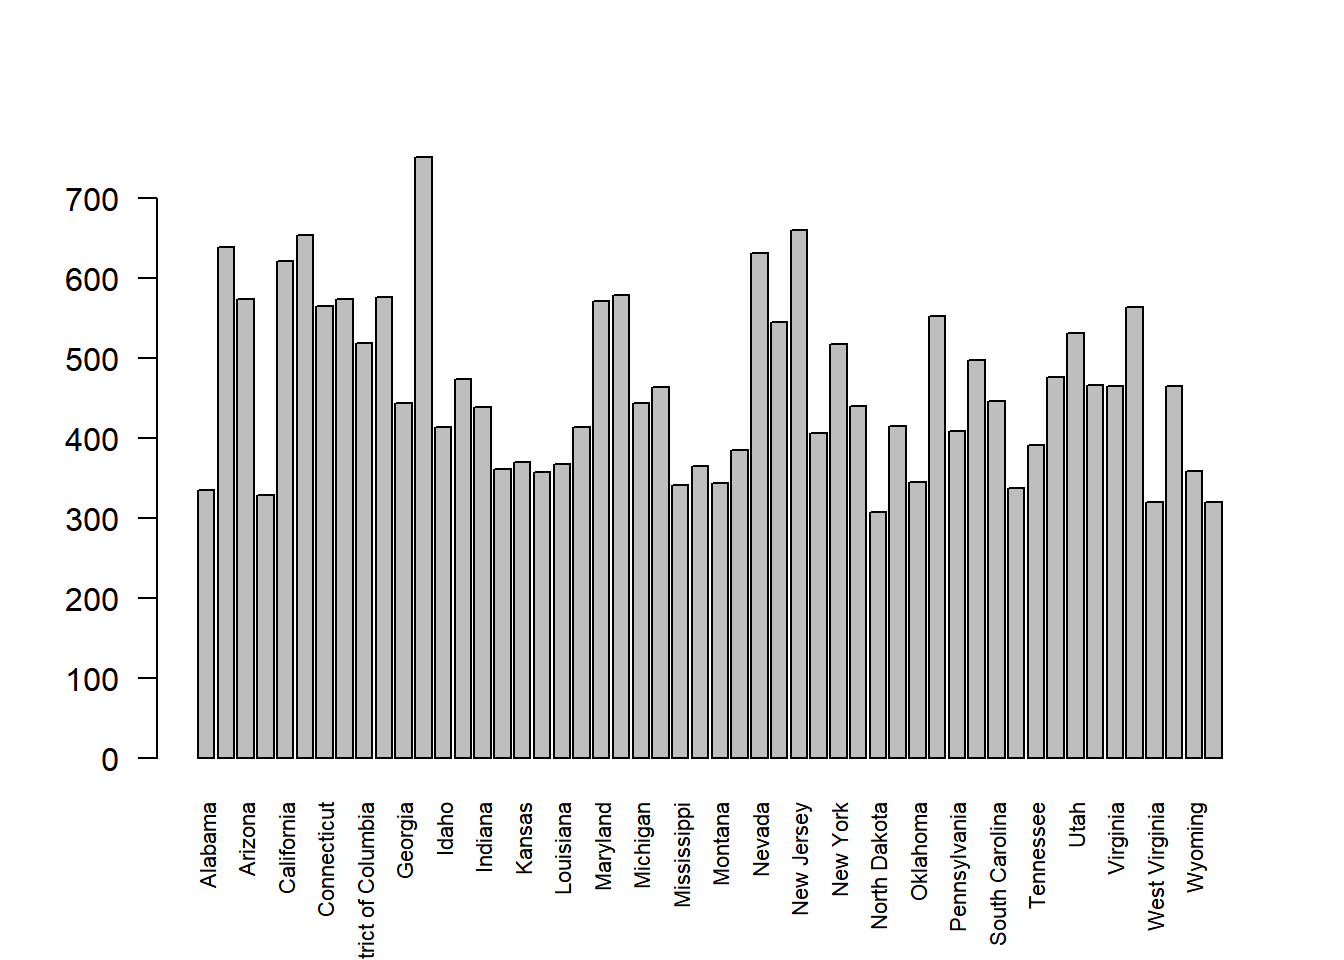 700
600
500
400
300
200
100
0
Alabama
Arizona
California
Connecticut
trict of Columbia
Georgia
Idaho
Indiana
Kansas
Louisiana
Maryland
Michigan
Mississippi
Montana
Nevada
New Jersey
New York
North Dakota
Oklahoma
Pennsylvania
South Carolina
Tennessee
Utah
Virginia
West Virginia
Wyoming